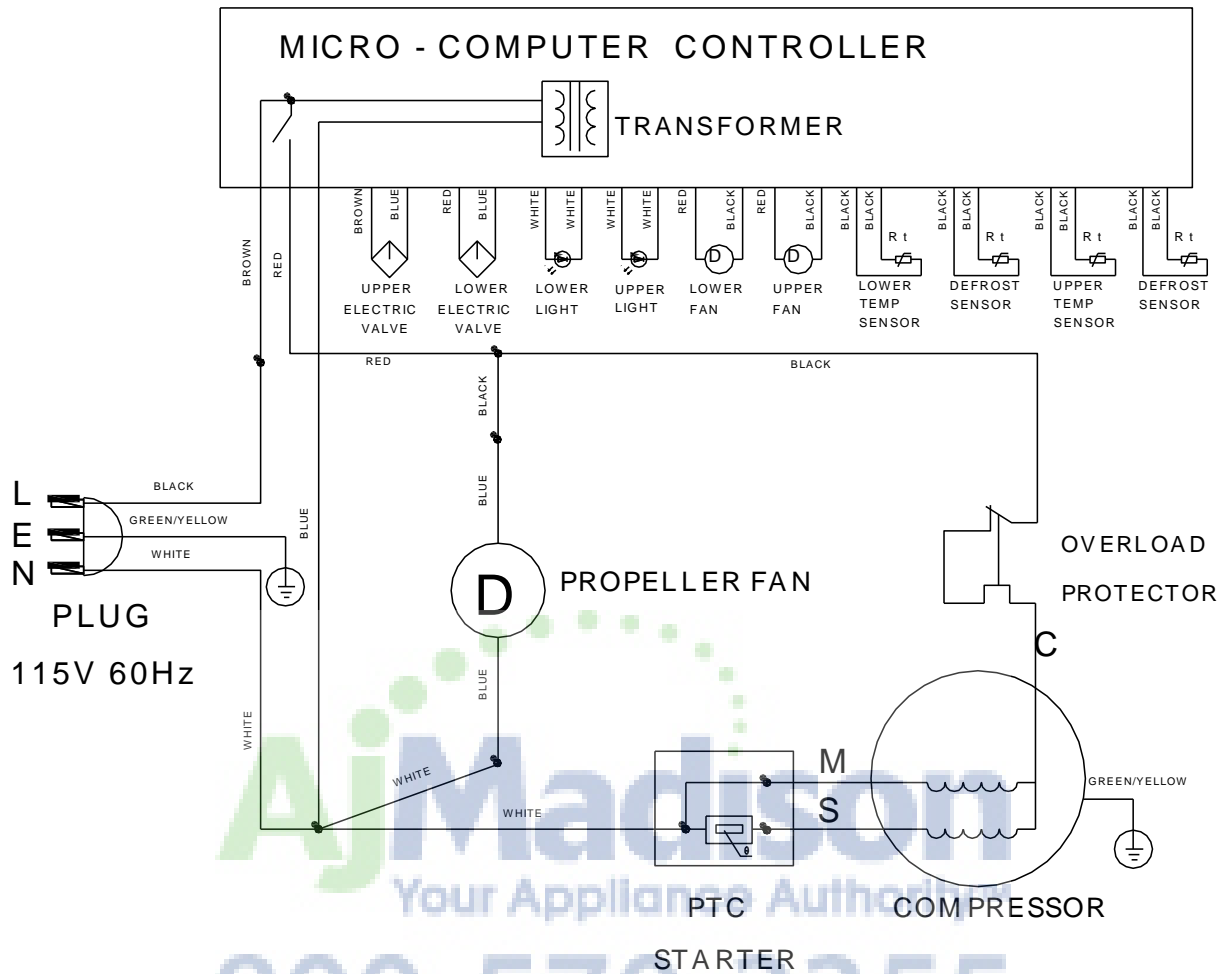 MICRO - COMPUTER CONTROLLER
TRANSFORMER
BROWN
BLUE
RED
BLUE
WHITE
WHITE
WHITE
WHITE
RED
BLACK
RED
BLACK
BLACK
BLACK
BLACK
BLACK
BLACK
BLACK
BLACK
BLACK
Rt
Rt
Rt
Rt
D
D
BROWN
RED
UPPER
ELECTRIC
VALVE
LOWER
ELECTRIC
VALVE
LOWER
LIGHT
UPPER
LIGHT
LOWER
FAN
UPPER
FAN
LOWER
TEMP
SENSOR
DEFROST
SENSOR
UPPER
TEMP
SENSOR
DEFROST
SENSOR
RED
BLACK
BLACK
L
BLACK
BLUE
GREEN/YELLOW
BLUE
E
WHITE
N
OVERLOAD
PROTECTOR
D
PROPELLER FAN
PLUG
115V 60Hz
C
BLUE
WHITE
WHITE
WHITE
M
S
θ
GREEN/YELLOW
PTC
STARTER
COMPRESSOR
AjMadison